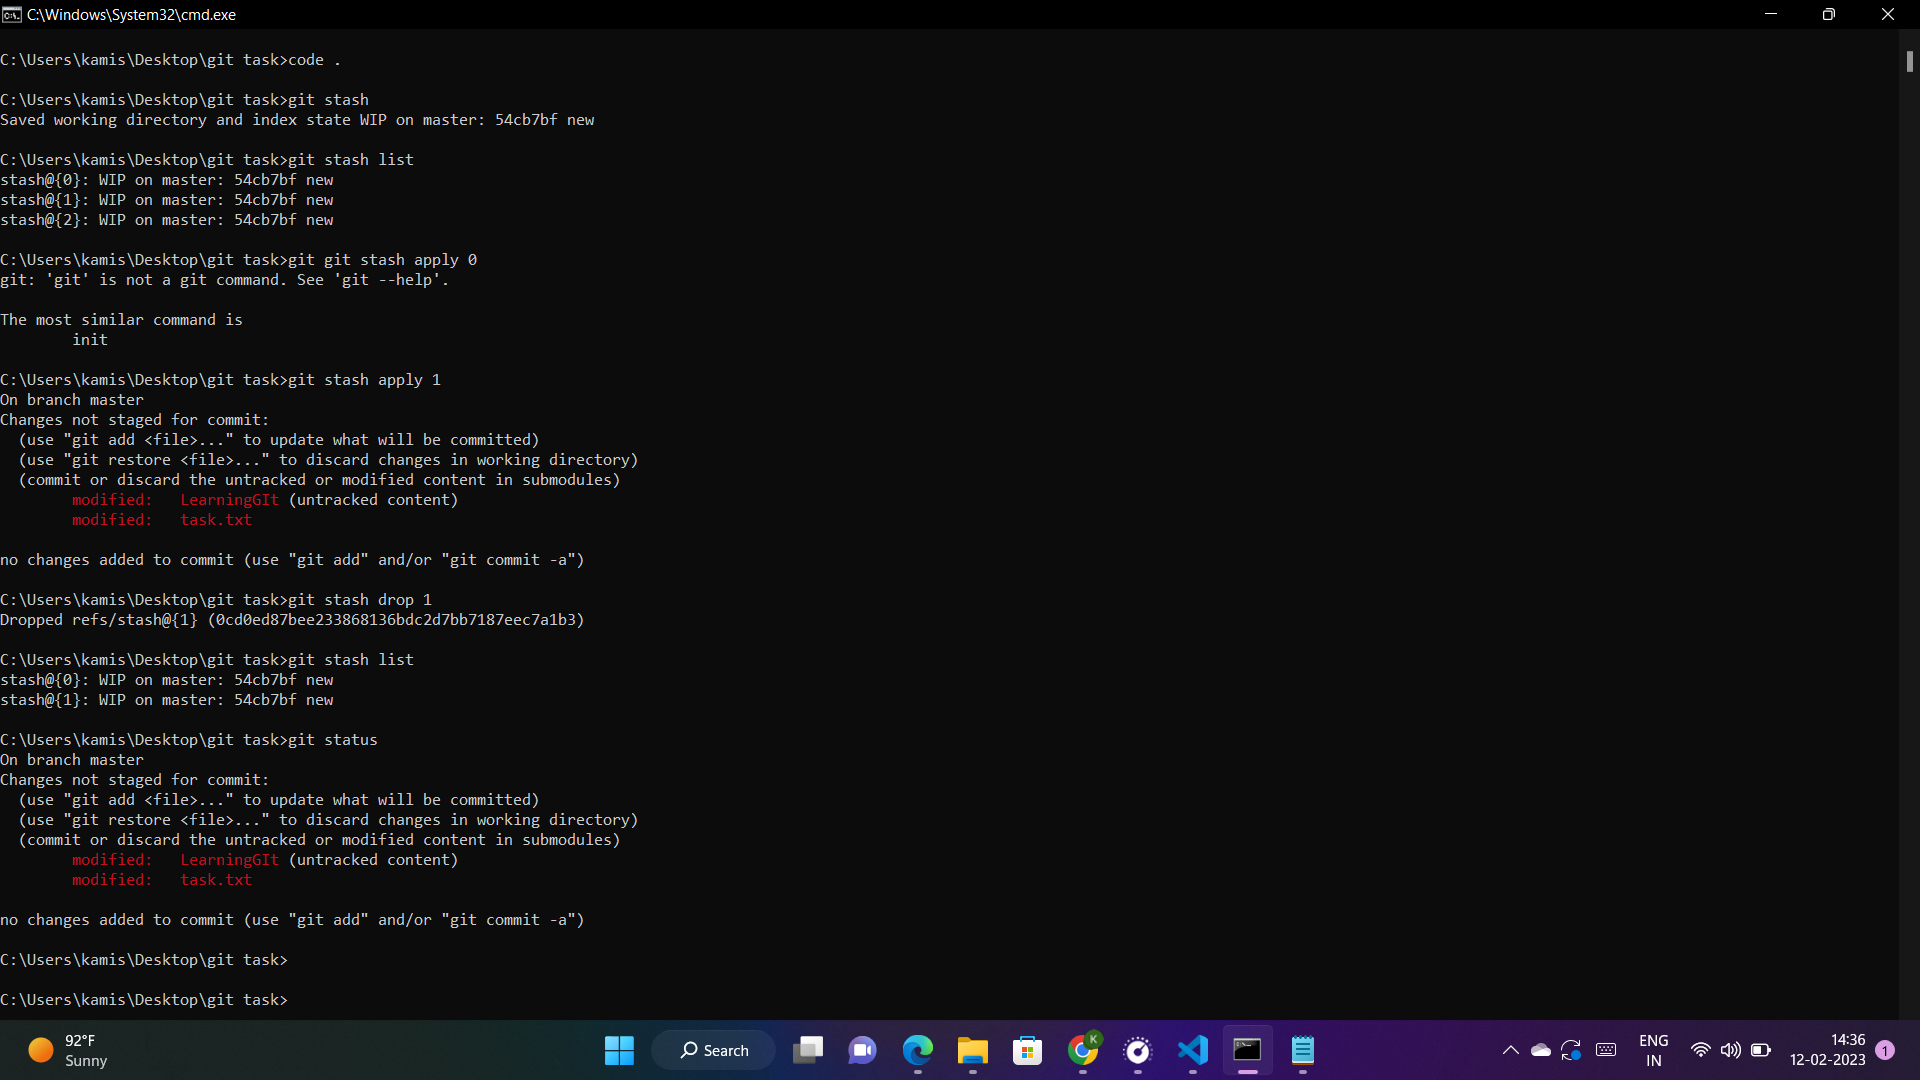 C:\Windows\System32\cmd.exe
C:\Users\kamis\Desktop\git task>code .
C:\Users\kamis\Desktop\git task>git stash
Saved working directory and index state WIP on master: 54cb7bf new
C:\Users\kamis\Desktop\git task>git stash list
stash@{0}: WIP on master: 54cb7bf new
stash@{1}: WIP on master: 54cb7bf new
stash@{2}: WIP on master: 54cb7bf new
C:\Users\kamis\Desktop\git task>git git stash apply 0
git: 'git' is not a git command. See 'git --help'.
The most similar command is
init
C:\Users\kamis\Desktop\git task>git stash apply 1
On branch master
Changes not staged for commit:
(use "git add <file>..." to update what will be committed)
(use "git restore <file>..." to discard changes in working directory)
(commit or discard the untracked or modified content in submodules)
modified: LearningGIt (untracked content)
modified: task.txt
no changes added to commit (use "git add" and/or "git commit -a")
C:\Users\kamis\Desktop\git task>git stash drop 1
Dropped refs/stash@{1} (0cd0ed87bee233868136bdc2d7bb7187eec7a1b3)
C:\Users\kamis\Desktop\git task>git stash list
stash@{0}: WIP on master: 54cb7bf new
stash@{1}: WIP on master: 54cb7bf new
C:\Users\kamis\Desktop\git task>git status
On branch master
Changes not staged for commit:
(use "git add <file>..." to update what will be committed)
(use "git restore <file>..." to discard changes in working directory)
(commit or discard the untracked or modified content in submodules)
modified: LearningGIt (untracked content)
modified: task.txt
no changes added to commit (use "git add" and/or "git commit -a")
C:\Users\kamis\Desktop\git task>
C:\Users\kamis\Desktop\git task>
92°F
Sunny
Search
K
ENG
IN
14:36
12-02-2023
1